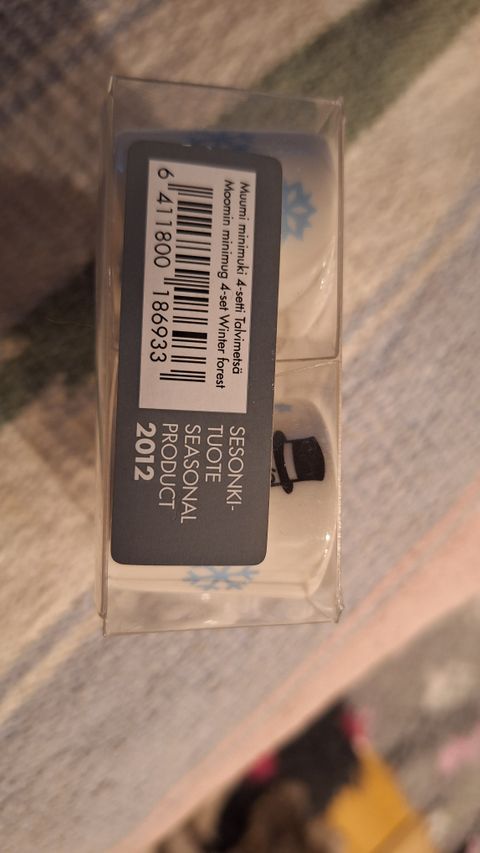 Muumi minimuki 4-setti Talvimetsä
Moomin minimug 4-set Winter forest
6 411800 186933
SESONKI-
TUOTE
SEASONAL
PRODUCT
2012